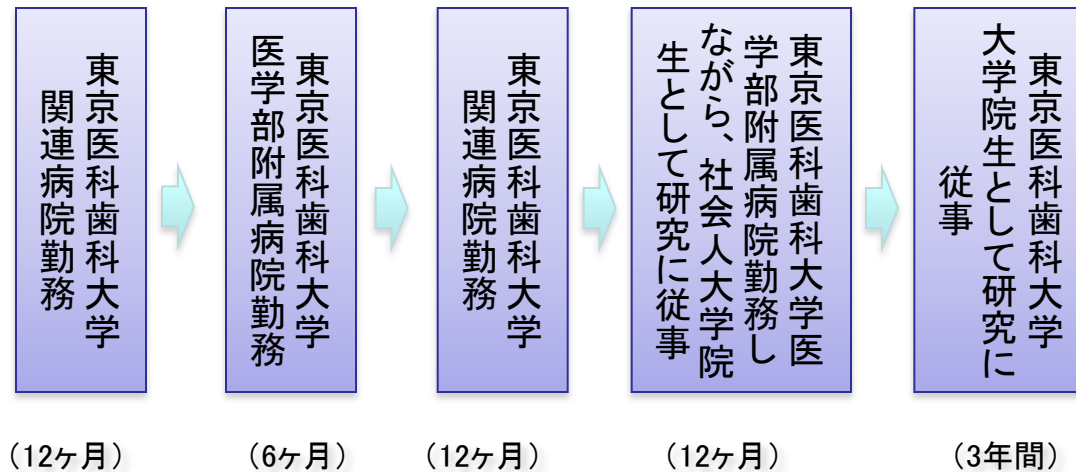 東京医科歯科大学
関連病院勤務
東京医科歯科大学
医学部附属病院勤務
東京医科歯科大学
関連病院勤務
東京医科歯科大学医
学部附属病院勤務し
ながら、社会人大学院
生として研究に従事
東京医科歯科大学
大学院生として研究に
従事
（12ヶ月）
（6ヶ月）
（12ヶ月）
（12ヶ月）
（3年間）